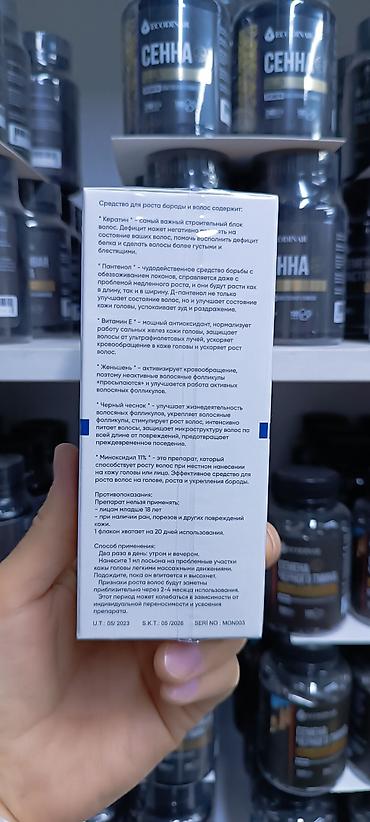 ECODINAR
СЕННА
СЕННА
Средство для роста бороды и волос содержит:
" Кератин " – самый важный строительный блок
волос. Дефицит может негативно влиять на
состояние ваших волос, помочь восполнить дефицит
белка и сделать волосы более густыми и
блестящими.
" Пантенол " – чудодейственное средство борьбы с
обезвоживанием локонов, справляется даже с
проблемой медленного роста, и они будут расти как
в длину, так и в ширину. Д-пантенол не только
улучшает состояние волос, но и улучшает состояние
кожи головы, успокаивает зуд и раздражение.
" Витамин Е " – мощный антиоксидант, нормализует
работу сальных желез кожи головы, защищает
волосы от ультрафиолетовых лучей, ускоряет
кровообращение в коже головы и ускоряет рост
волос.
" Женьшень " – активизирует кровообращение,
поэтому неактивные волосяные фолликулы
«просыпаются» и улучшается работа активных
волосяных фолликулов.
" Черный чеснок " – улучшает жизнедеятельность
волосяных фолликулов, укрепляет волосяные
фолликулы, стимулирует рост волос, интенсивно
питает волосы, защищает микроструктуру волос по
всей длине от повреждений, предотвращает
преждевременное поседение.
" Миноксидил 11% " – это препарат, который
способствует росту волос при местном нанесении
на кожу головы или лица. Эффективное средство для
роста волос на голове, роста и укрепления бороды.
Противопоказания:
Препарат нельзя применять:
– лицам младше 18 лет
– при наличии ран, порезов и других повреждений
кожи.
1 флакон хватает на 20 дней использования.
Способ применения:
Два раза в день: утром и вечером.
Нанесите 1 мл лосьона на проблемные участки
кожи головы легкими массажными движениями.
Подождите, пока он впитается и высохнет.
Признаки роста волос будут заметны
приблизительно через 2-4 месяца использования.
Этот период может колебаться в зависимости от
индивидуальной переносимости и усвоения
препарата.
U.T.: 05/ 2023 S.K.T.: 05 /2026 SERI NO : MON003